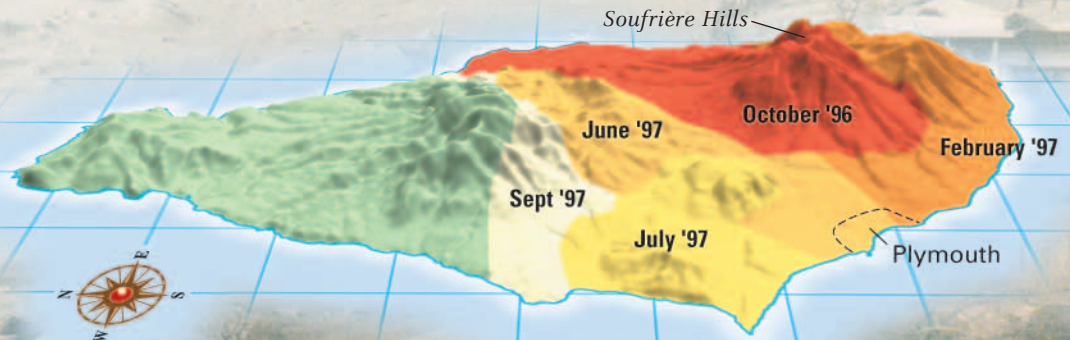 Soufrière Hills
October '96
June '97
February '97
Sept '97
July '97
Plymouth
E
N
S
W